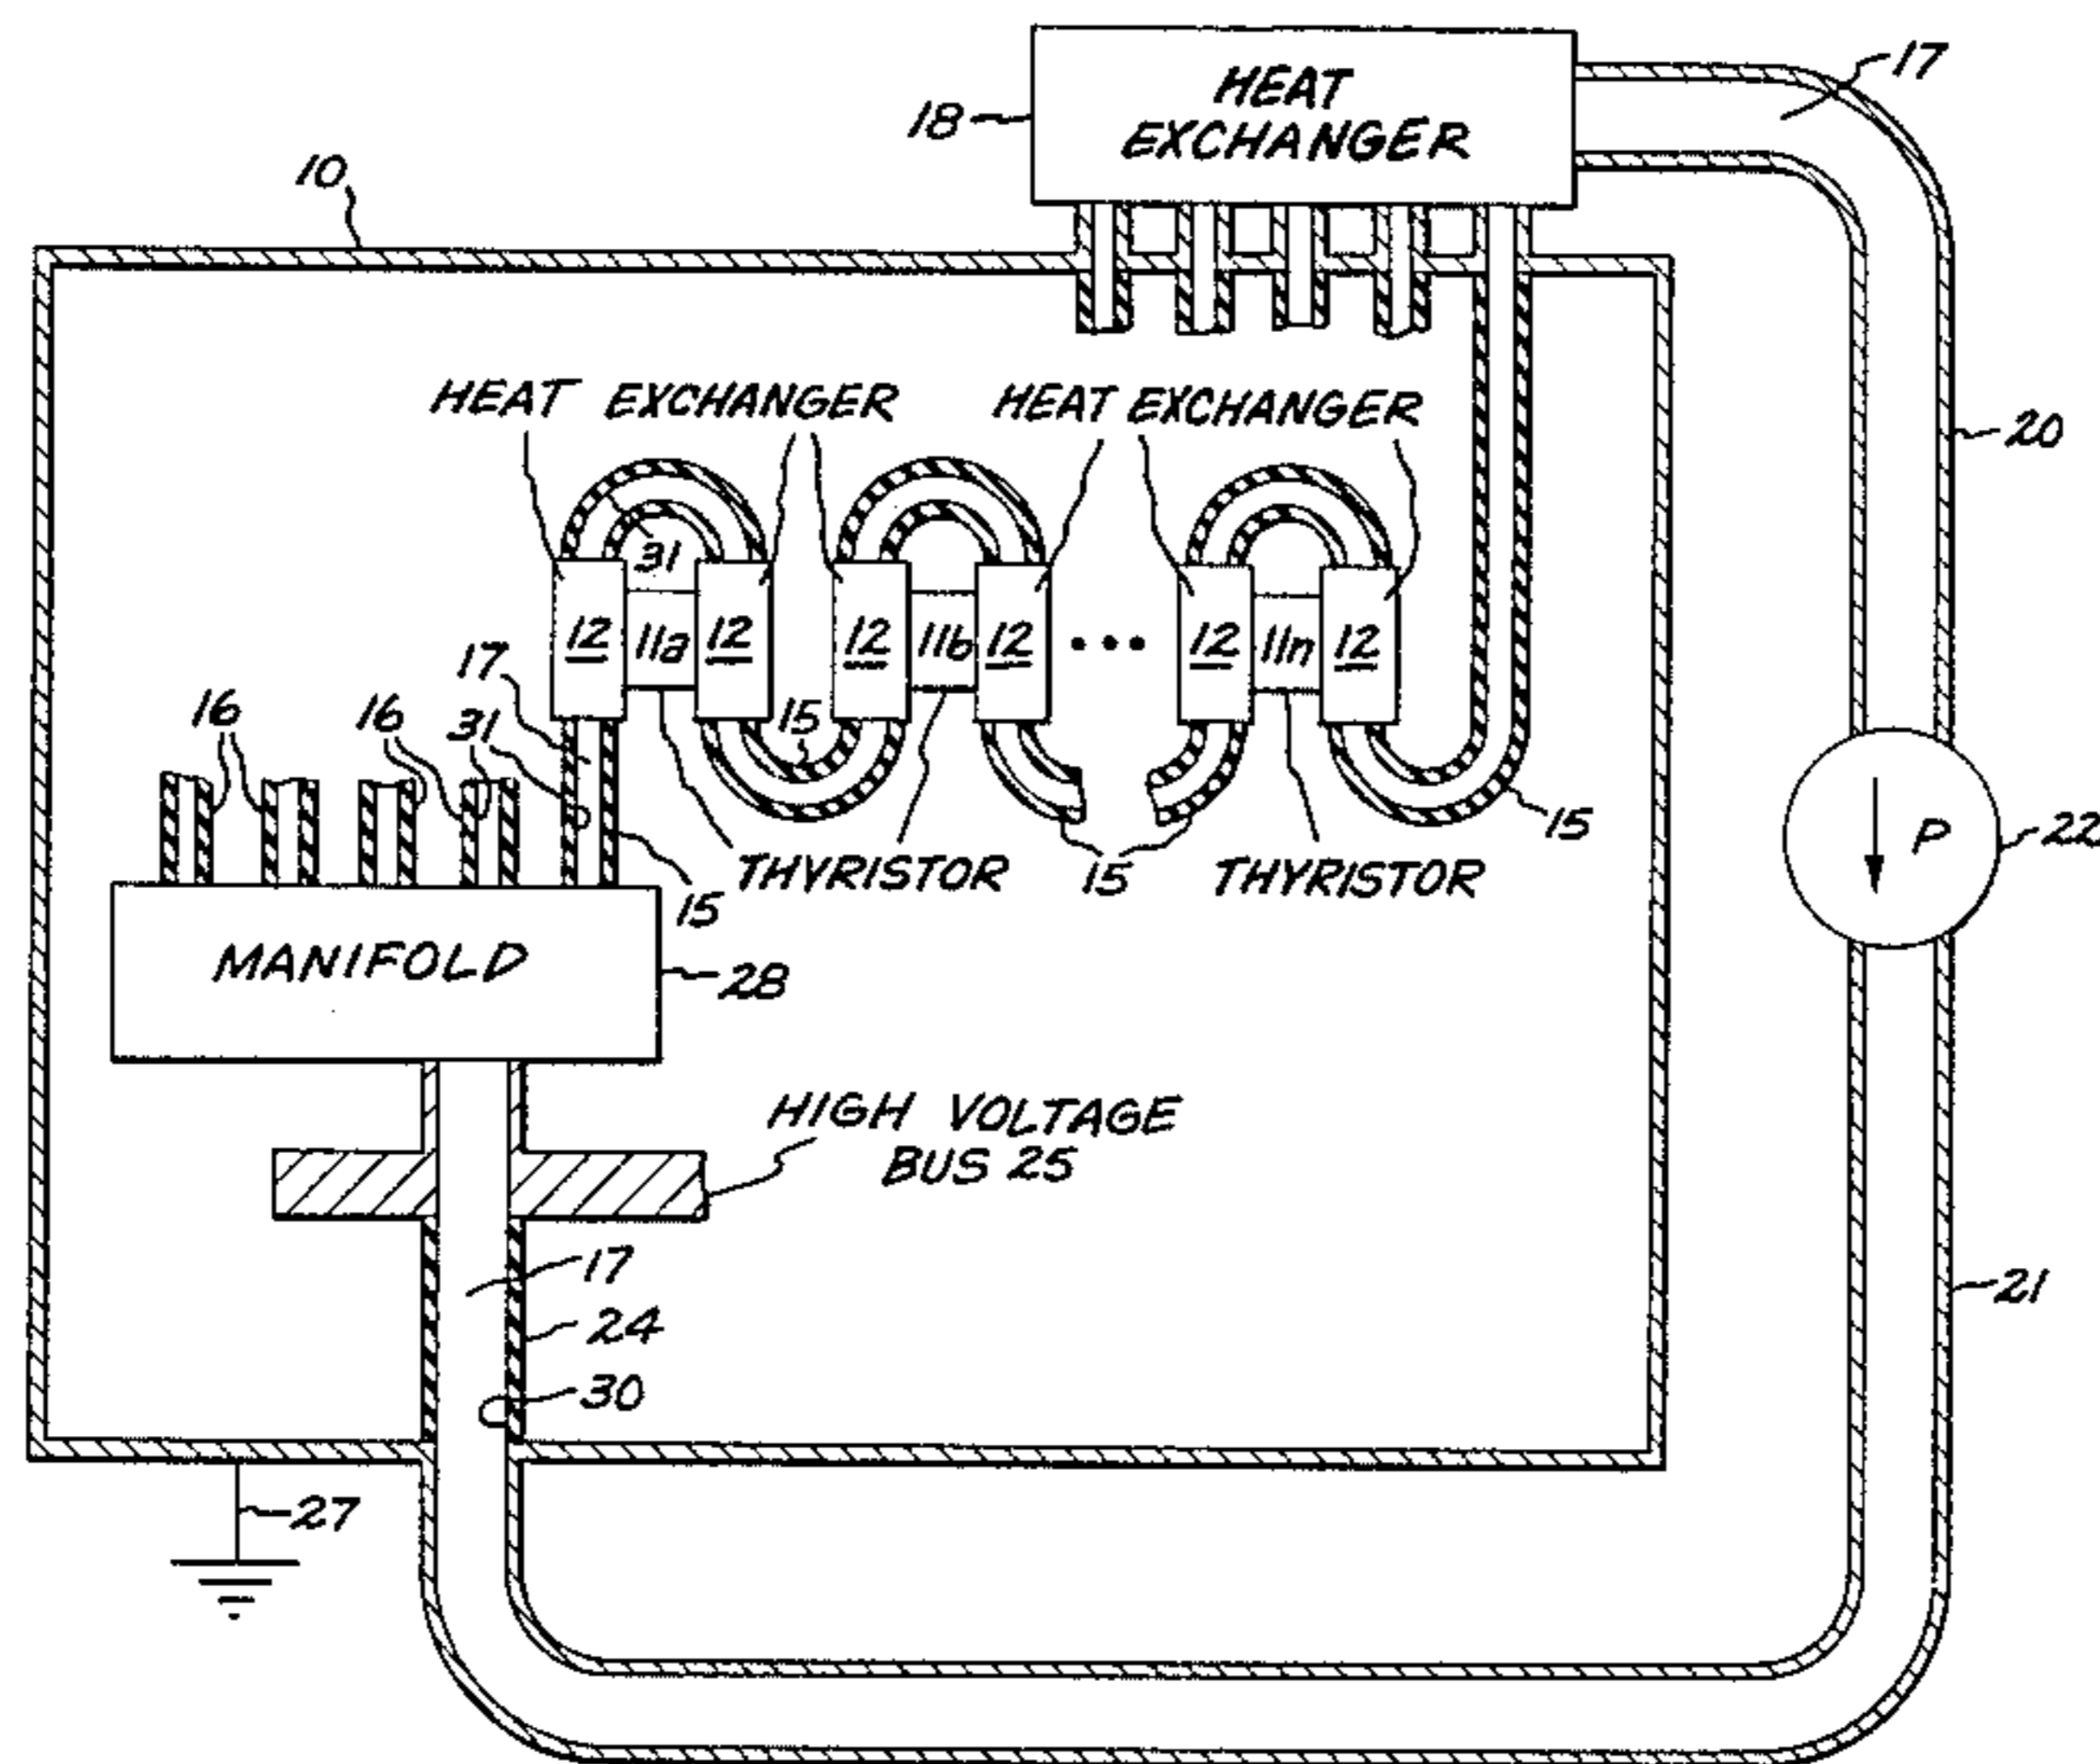 HEAT
EXCHANGER
17
18
10
20
HEAT EXCHANGER HEAT EXCHANGER
31
12 11a 12 12 11b 12 ... 12 11n 12
17
31
16 16
15
15
15
15
THYRISTOR THYRISTOR
P
22
MANIFOLD
28
HIGH VOLTAGE
BUS 25
17
24
30
21
27